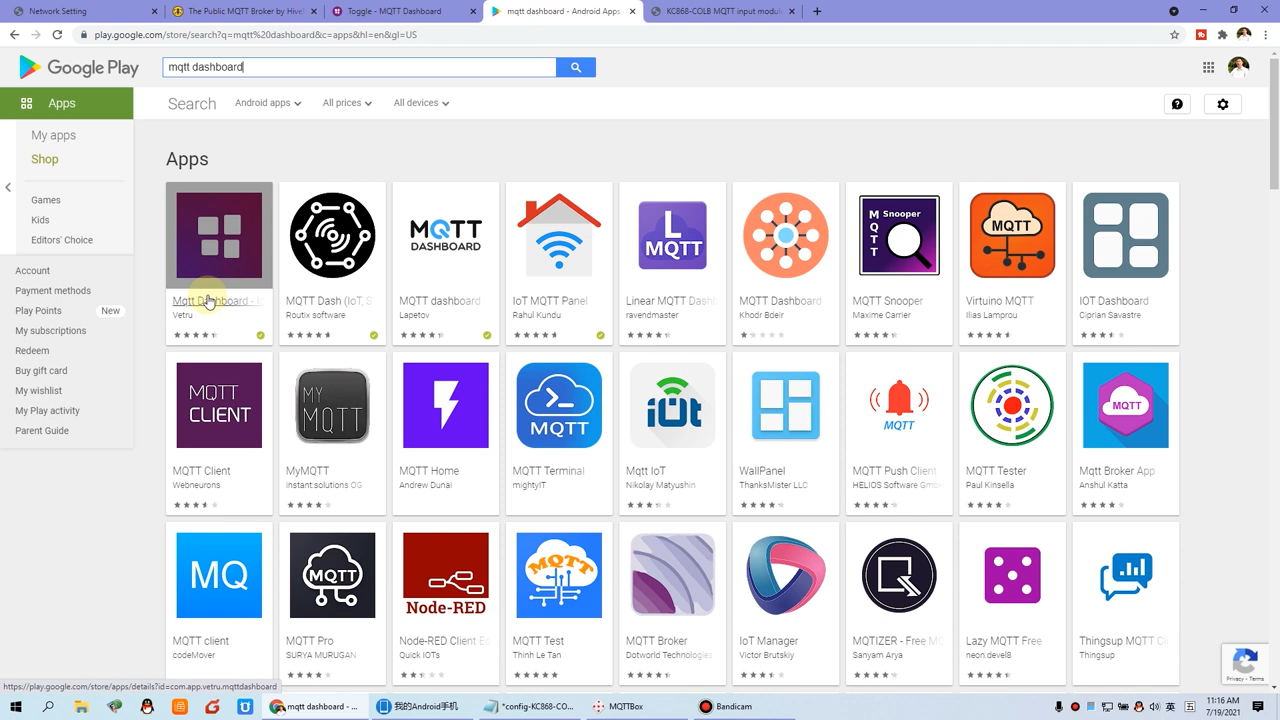 MQTT Setting
The Public MQTT Broker by Hive
Toggle - MQTT Dashboard
mqtt dashboard - Android Apps
KC868-COLB MQTT input modul
play.google.com/store/search?q=mqtt%20dashboard&c=apps&hl=en&gl=US
Google Play
mqtt dashboard
Apps
Search
Android apps
All prices
All devices
My apps
Shop
Games
Kids
Editors' Choice
Account
Payment methods
Play Points
New
My subscriptions
Redeem
Buy gift card
My wishlist
My Play activity
Parent Guide
Apps
Mqtt Dashboard - I
Vetru
MQTT Dash (IoT, S
Routix software
MQTT
DASHBOARD
MQTT dashboard
Lapetov
IoT MQTT Panel
Rahul Kundu
L
MQTT
Linear MQTT Dash
ravendmaster
MQTT Dashboard
Khodr Bdeir
MQTT
Snooper
MQTT Snooper
Maxime Carrier
MQTT
Virtuino MQTT
Ilias Lamprou
IOT Dashboard
Ciprian Savastre
MQTT
CLIENT
MQTT Client
Webneurons
MY
MQTT
MyMQTT
Instant:solutions OG
MQTT Home
Andrew Dunai
MQTT
MQTT Terminal
mightyIT
iot
Mqtt IoT
Nikolay Matyushin
WallPanel
ThanksMister LLC
MQTT
MQTT Push Client
HELIOS Software Gm
MQTT Tester
Paul Kinsella
MQTT
Mqtt Broker App
Anshul Katta
MQ
MQTT client
codeMover
MQTT
MQTT Pro
SURYA MURUGAN
Node-RED
Node-RED Client Ed
Quick IOTs
MQTT
MQTT Test
Thinh Le Tan
MQTT Broker
Dotworld Technologies
IoT Manager
Victor Brutskiy
MQTIZER - Free MQ
Sanyam Arya
Lazy MQTT Free
neon.devel8
Thingsup MQTT Cl
Thingsup
Privacy - Terms
https://play.google.com/store/apps/details?id=com.app.vetru.mqttdashboard
mqtt dashboard - ...
我的Android手机
*config-KC868-CO...
MQTTBox
Bandicam
英
11:16 AM
7/19/2021